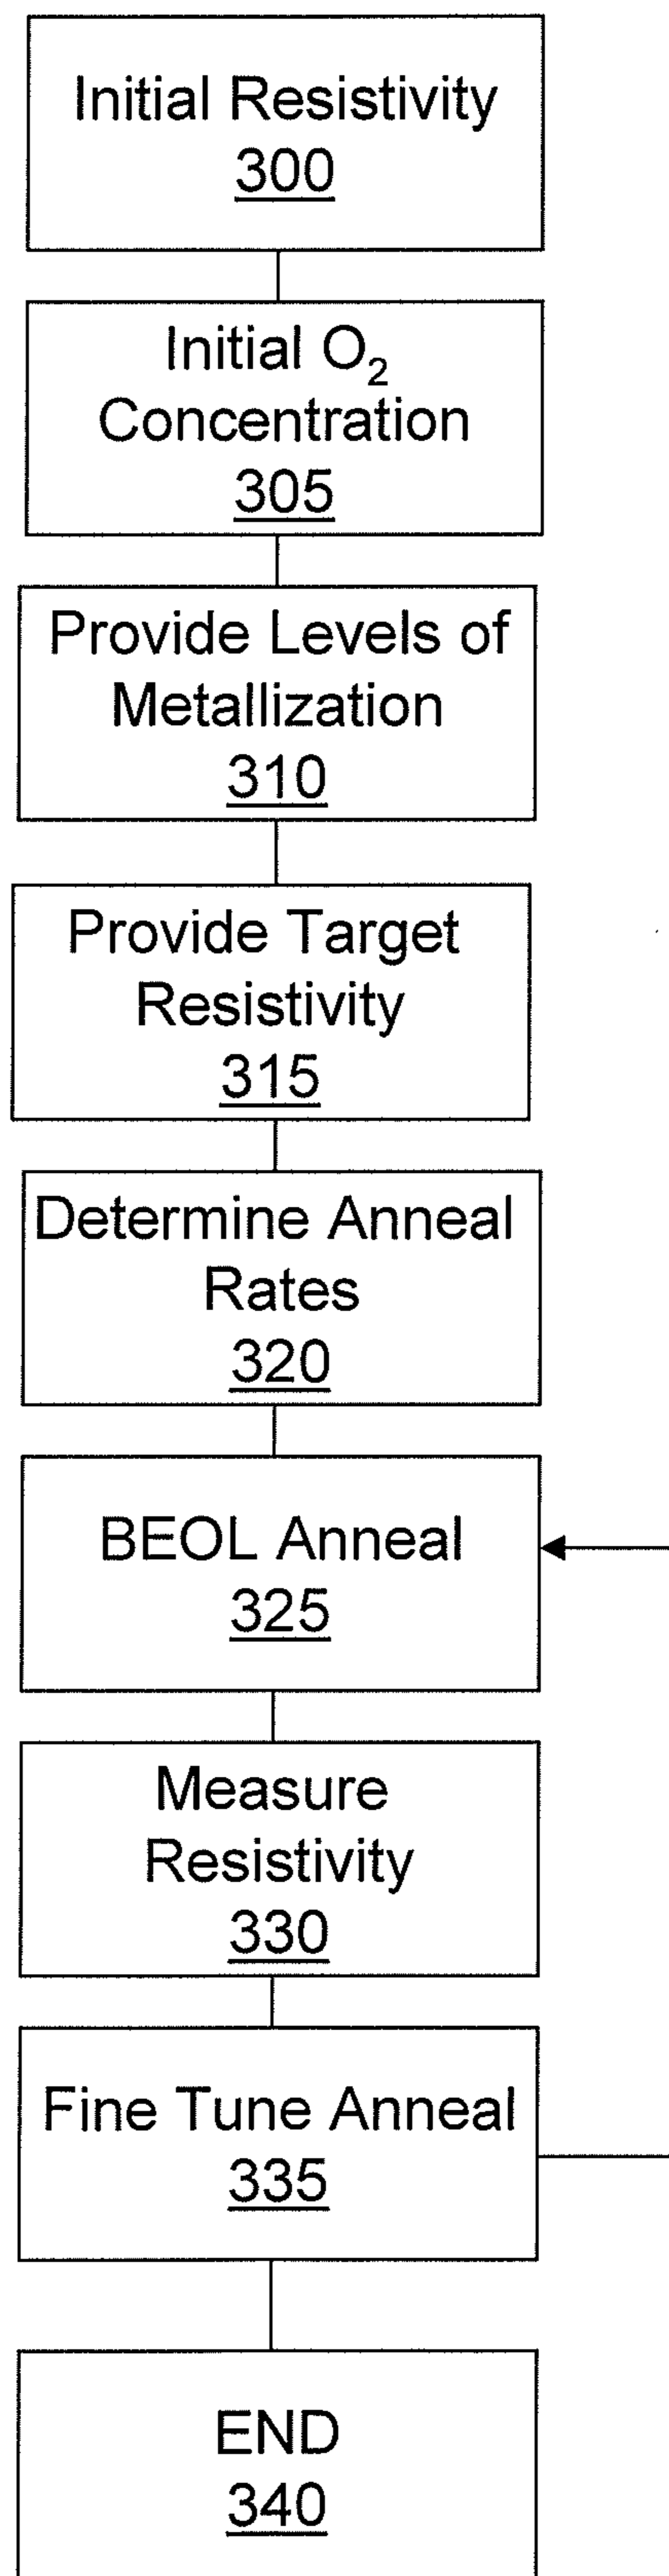 Initial Resistivity
300
Initial O₂
Concentration
305
Provide Levels of
Metallization
310
Provide Target
Resistivity
315
Determine Anneal
Rates
320
BEOL Anneal
325
Measure
Resistivity
330
Fine Tune Anneal
335
END
340